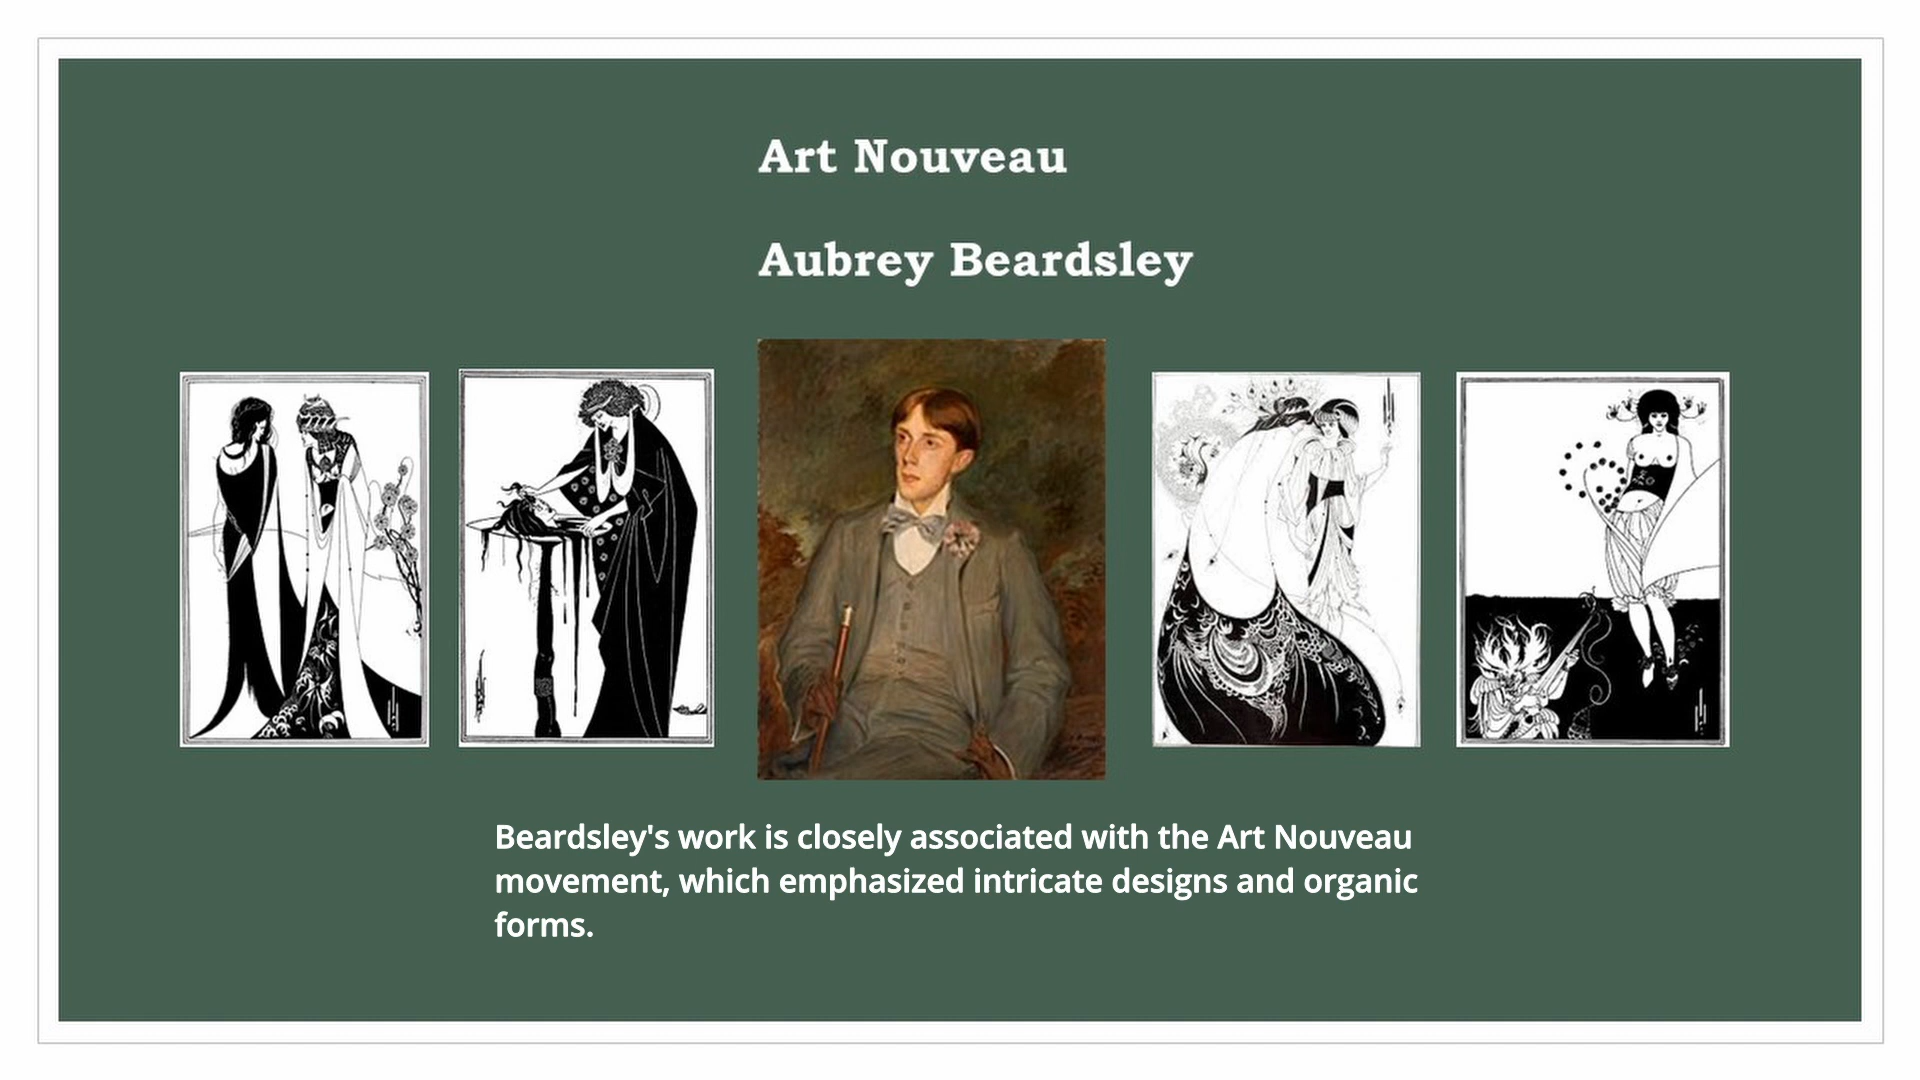 Art Nouveau
Aubrey Beardsley
Beardsley's work is closely associated with the Art Nouveau
movement, which emphasized intricate designs and organic
forms.